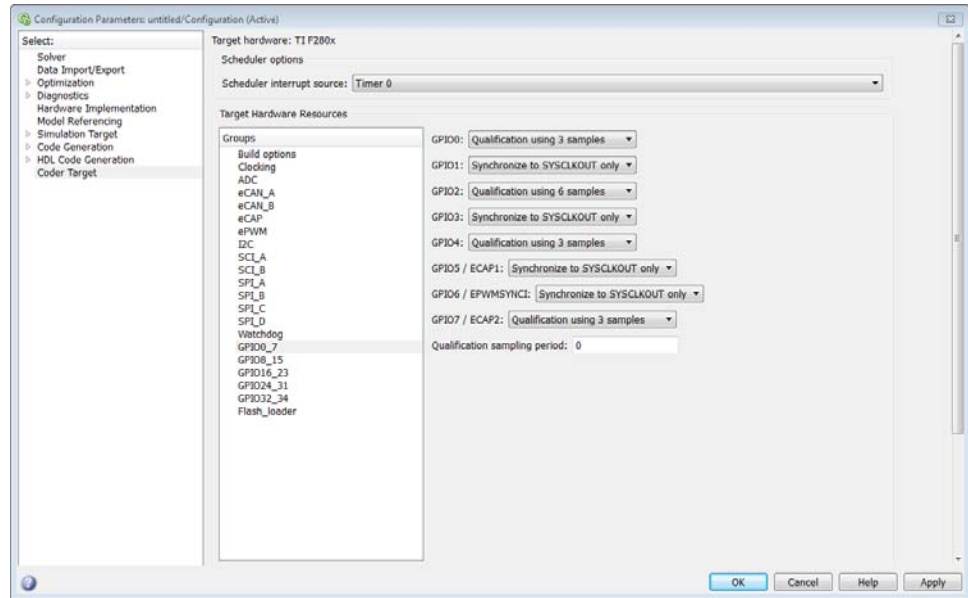 Configuration Parameters: untitled/Configuration (Active)
Select:
Solver
Data Import/Export
Optimization
Diagnostics
Hardware Implementation
Model Referencing
Simulation Target
Code Generation
HDL Code Generation
Coder Target
Target hardware: TI F280x
Scheduler options
Scheduler interrupt source: Timer 0
Target Hardware Resources
Groups
Build options
Clocking
ADC
eCAN_A
eCAN_B
eCAP
ePWM
I2C
SCI_A
SCI_B
SPI_A
SPI_B
SPI_C
SPI_D
Watchdog
GPIO0_7
GPIO8_15
GPIO16_23
GPIO24_31
GPIO32_34
Flash_loader
GPIO0: Qualification using 3 samples
GPIO1: Synchronize to SYSCLKOUT only
GPIO2: Qualification using 6 samples
GPIO3: Synchronize to SYSCLKOUT only
GPIO4: Qualification using 3 samples
GPIO5 / ECAP1: Synchronize to SYSCLKOUT only
GPIO6 / EPWMSYNCI: Synchronize to SYSCLKOUT only
GPIO7 / ECAP2: Qualification using 3 samples
Qualification sampling period: 0
OK Cancel Help Apply